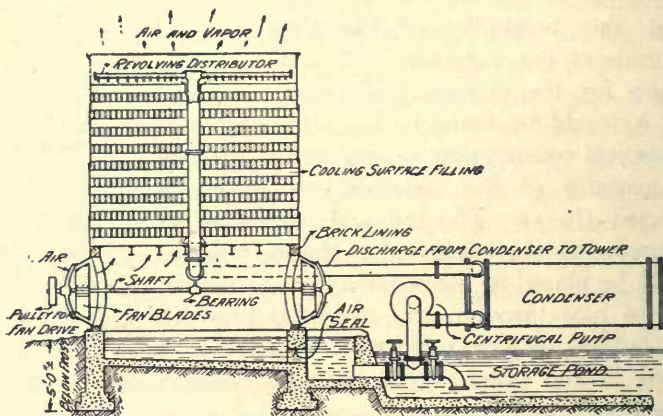 AIR AND VAPOR
REVOLVING DISTRIBUTOR
COOLING SURFACE FILLING
BRICK LINING
AIR
DISCHARGE FROM CONDENSER TO TOWER
SHAFT
BEARING
CONDENSER
PULLEY FOR
FAN DRIVE
FAN BLADES
AIR
SEAL
CENTRIFUGAL PUMP
STORAGE POND